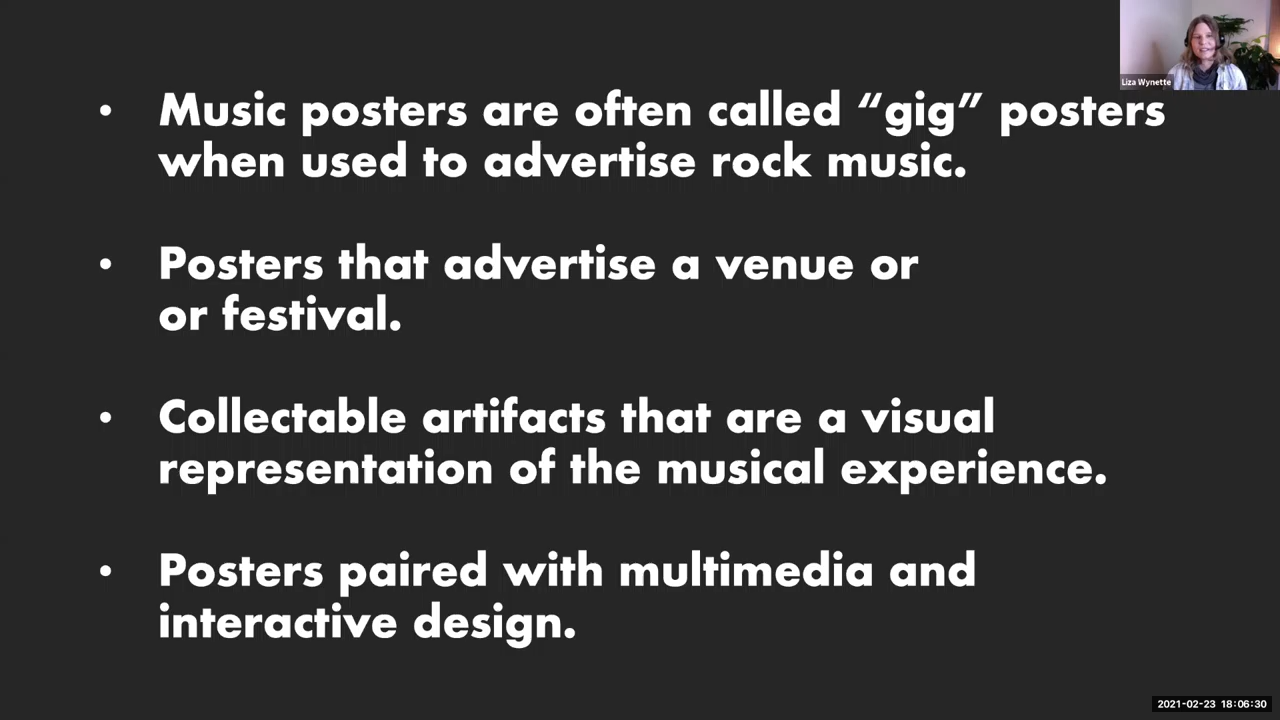 Liza Wynette
• Music posters are often called “gig” posters
when used to advertise rock music.
• Posters that advertise a venue or
or festival.
• Collectable artifacts that are a visual
representation of the musical experience.
• Posters paired with multimedia and
interactive design.
2021-02-23 18:06:30